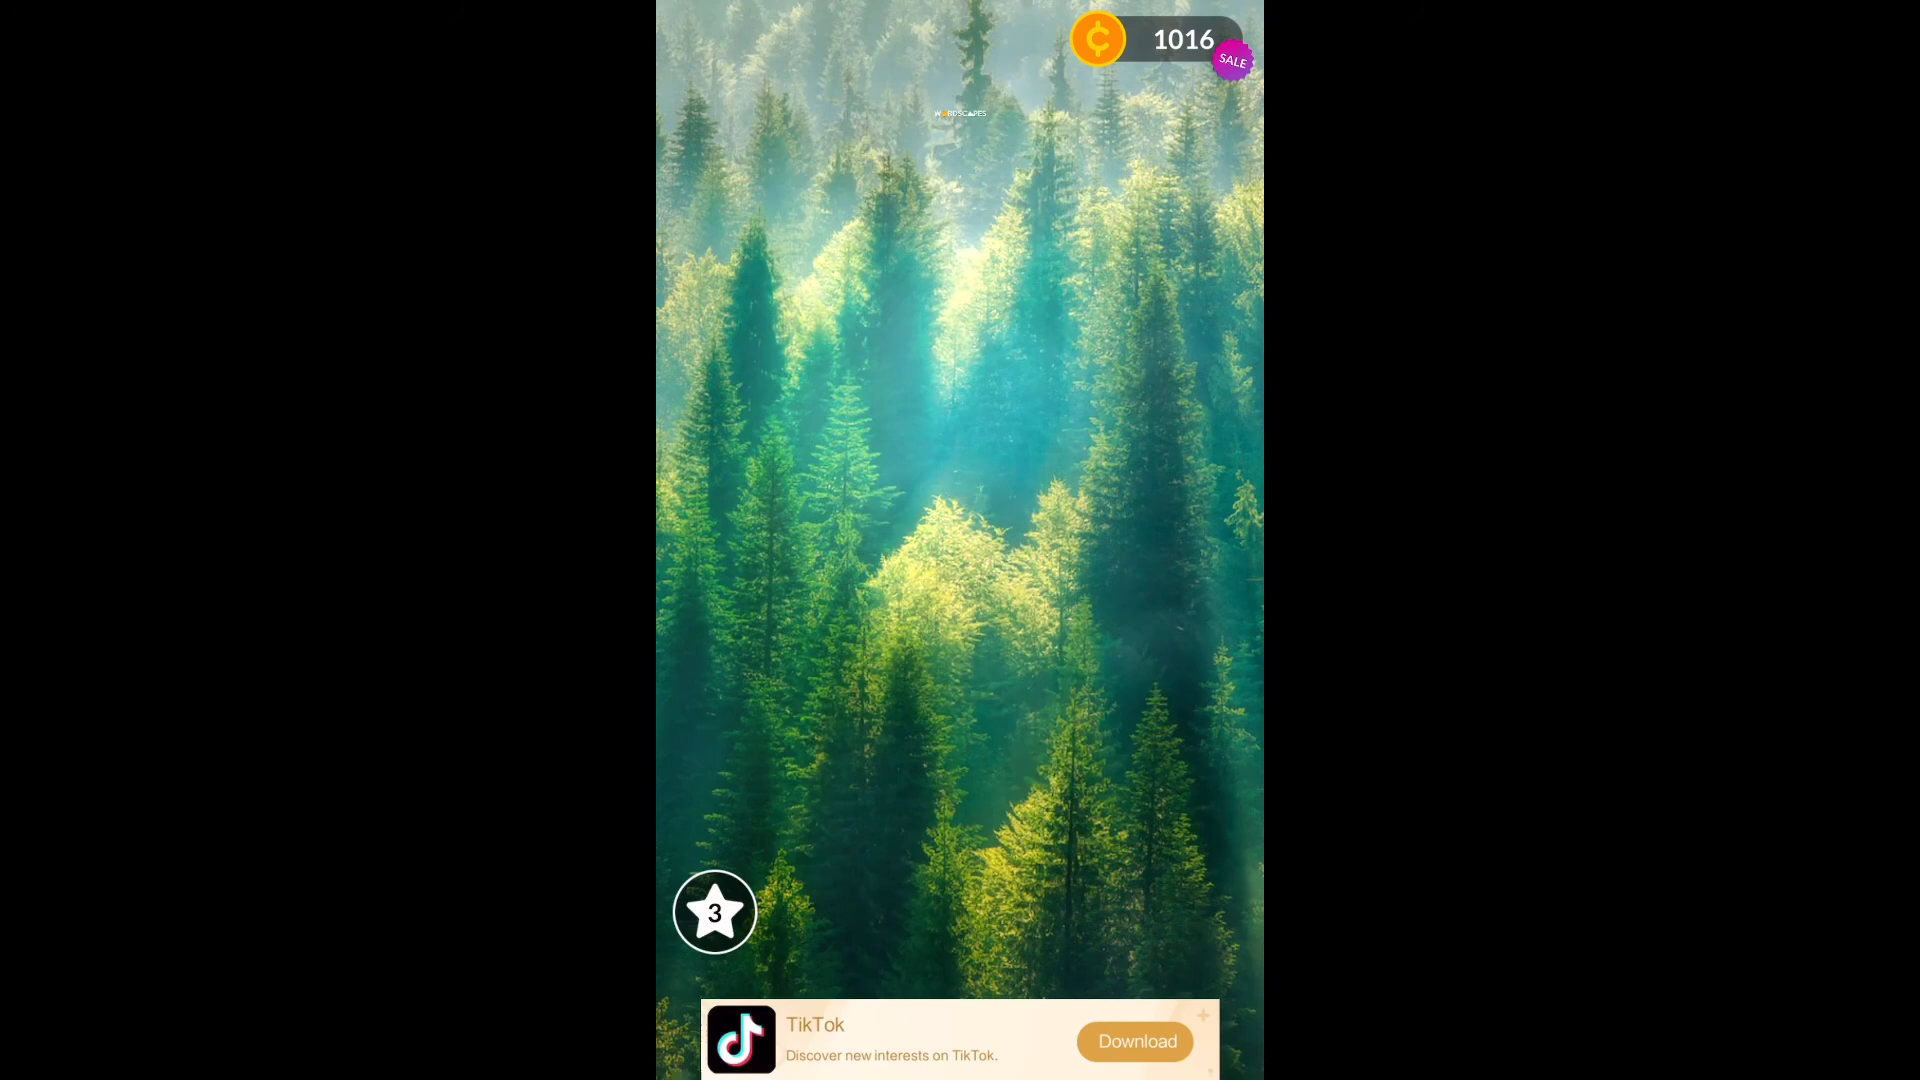 1016
SALE
WORDSCAPES
3
TikTok
Discover new interests on TikTok.
Download